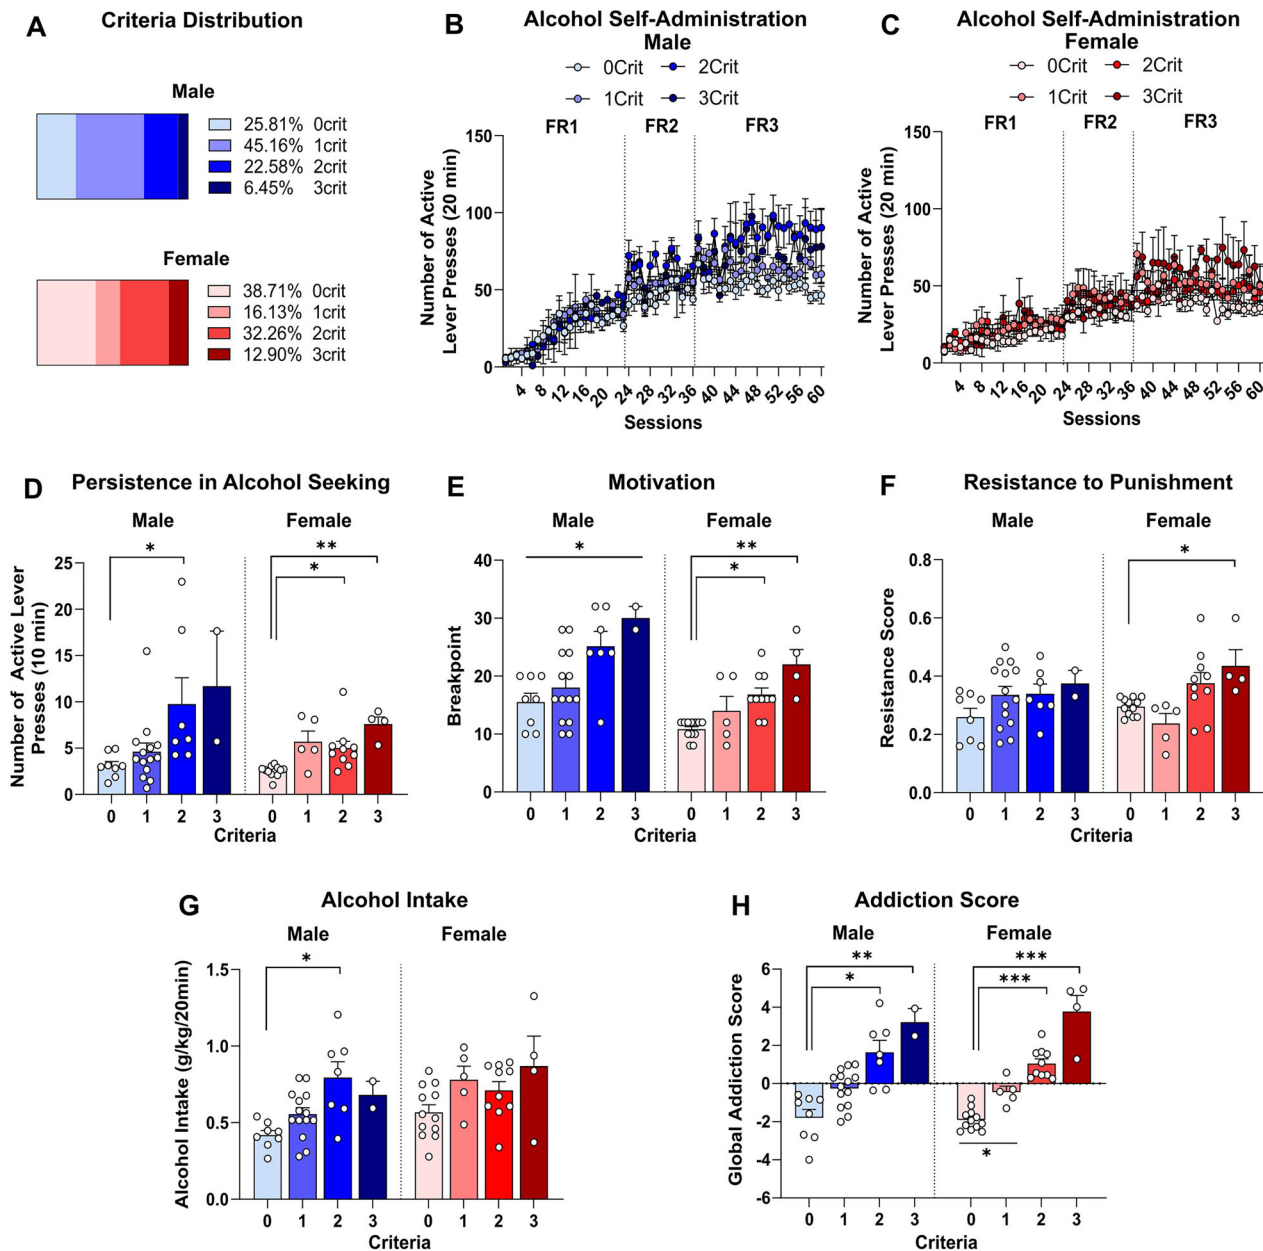 A
Criteria Distribution
Male
25.81% 0crit
45.16% 1crit
22.58% 2crit
6.45% 3crit
Female
38.71% 0crit
16.13% 1crit
32.26% 2crit
12.90% 3crit
B
Alcohol Self-Administration
Male
0Crit 2Crit
1Crit 3Crit
FR1 FR2 FR3
Number of Active
Lever Presses (20 min)
150
100
50
0
4 8 12 16 20 24 28 32 36 40 44 48 52 56 60
Sessions
C
Alcohol Self-Administration
Female
0Crit 2Crit
1Crit 3Crit
FR1 FR2 FR3
Number of Active
Lever Presses (20 min)
150
100
50
0
4 8 12 16 20 24 28 32 36 40 44 48 52 56 60
Sessions
D
Persistence in Alcohol Seeking
Male Female
* ** *
Number of Active Lever
Presses (10 min)
25
20
15
10
5
0
0 1 2 3 0 1 2 3
Criteria
E
Motivation
Male Female
* ** *
Breakpoint
40
30
20
10
0
0 1 2 3 0 1 2 3
Criteria
F
Resistance to Punishment
Male Female
*
Resistance Score
0.8
0.6
0.4
0.2
0.0
0 1 2 3 0 1 2 3
Criteria
G
Alcohol Intake
Male Female
*
Alcohol Intake (g/kg/20min)
1.5
1.0
0.5
0.0
0 1 2 3 0 1 2 3
Criteria
H
Addiction Score
Male Female
** *** * *** *
Global Addiction Score
6
4
2
0
-2
-4
-6
0 1 2 3 0 1 2 3
Criteria